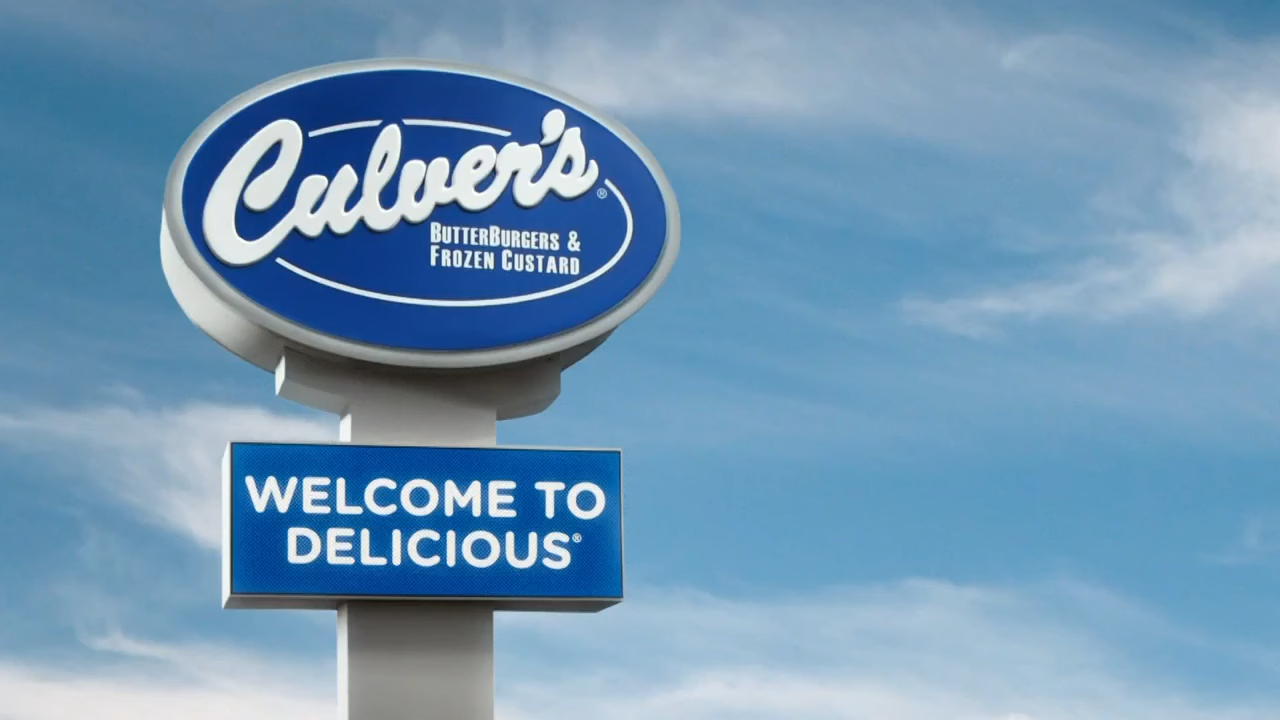 Culver's®
BUTTERBURGERS &
FROZEN CUSTARD
WELCOME TO
DELICIOUS®